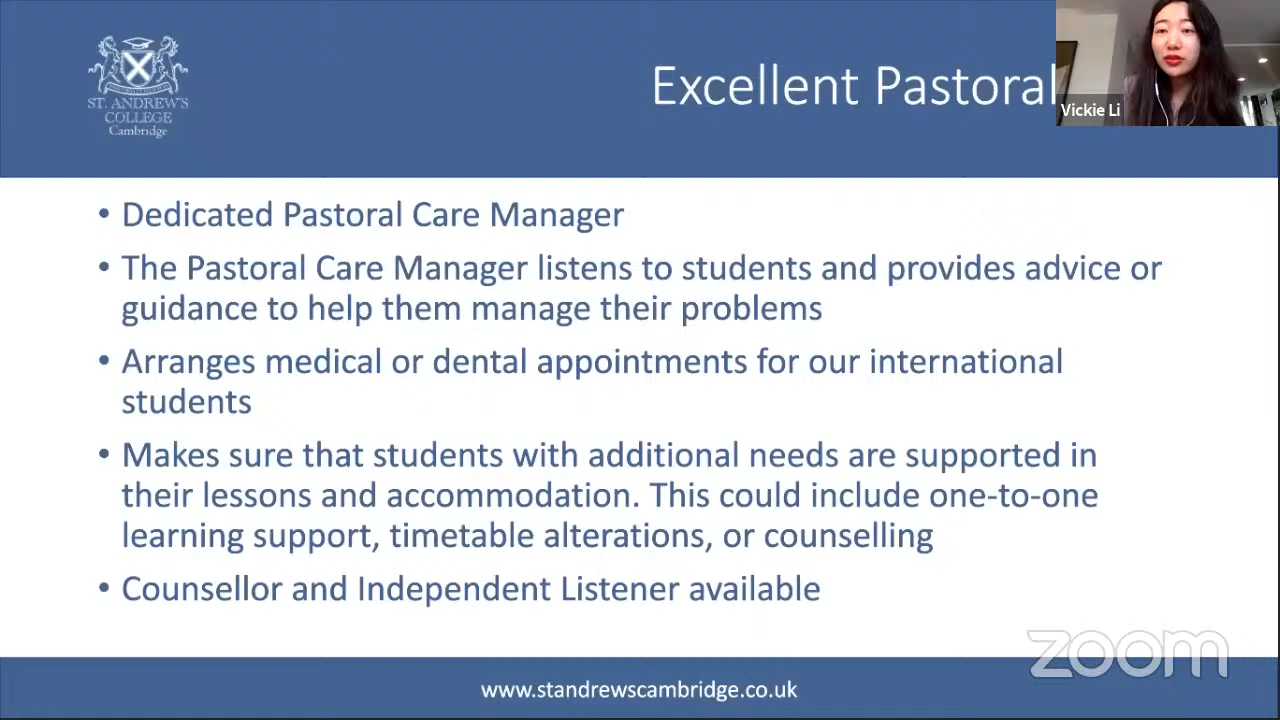 ST. ANDREW'S
COLLEGE
Cambridge
Excellent Pastoral
Vickie Li
• Dedicated Pastoral Care Manager
• The Pastoral Care Manager listens to students and provides advice or
guidance to help them manage their problems
• Arranges medical or dental appointments for our international
students
• Makes sure that students with additional needs are supported in
their lessons and accommodation. This could include one-to-one
learning support, timetable alterations, or counselling
• Counsellor and Independent Listener available
zoom
www.standrewscambridge.co.uk